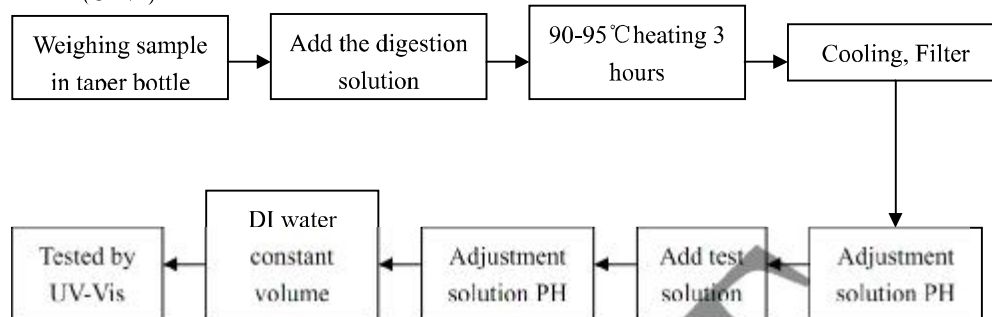 Weighing sample
in taper bottle
Add the digestion
solution
90-95℃heating 3
hours
Cooling, Filter
Adjustment
solution PH
Add test
solution
Adjustment
solution PH
DI water
constant
volume
Tested by
UV-Vis